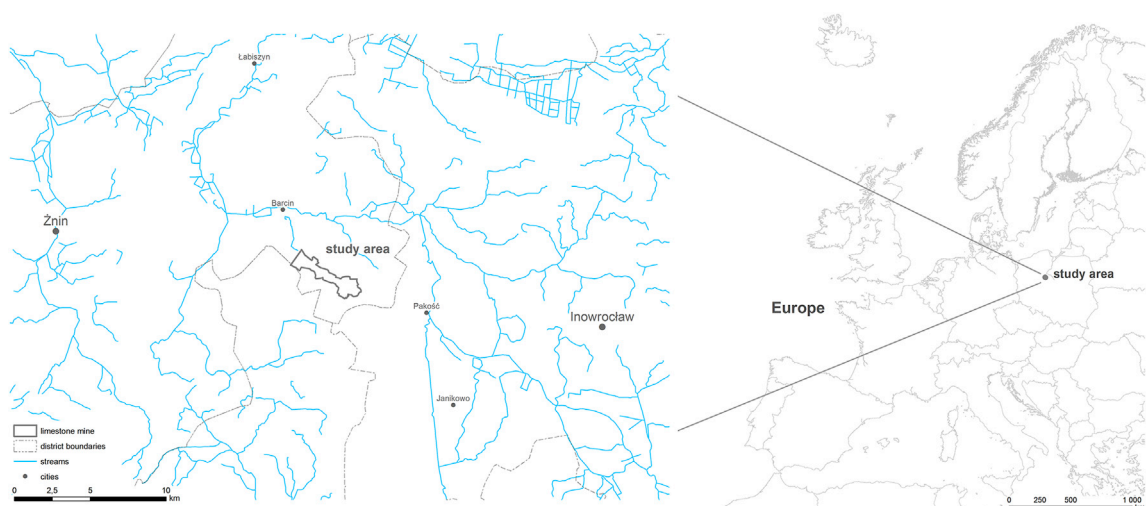 Łabiszyn
Barcin
Żnin
study area
Pakość
Inowrocław
Janikowo
limestone mine
district boundaries
streams
cities
0 2,5 5 10
km
study area
Europe
0 250 500 1 000